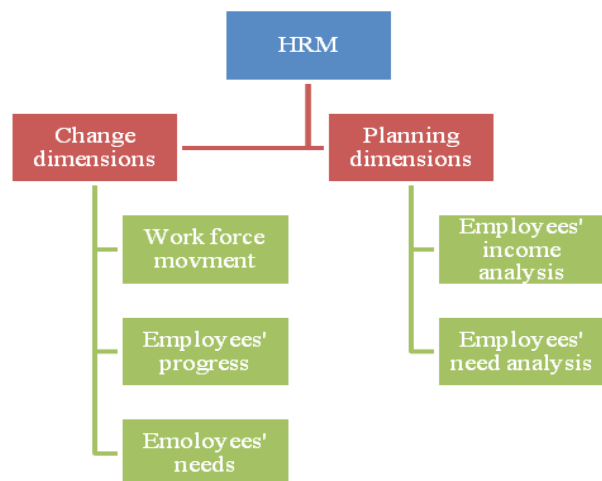 HRM
Change
dimensions
Planning
dimensions
Work force
movment
Employees'
progress
Emoloyees'
needs
Employees'
income
analysis
Employees'
need analysis